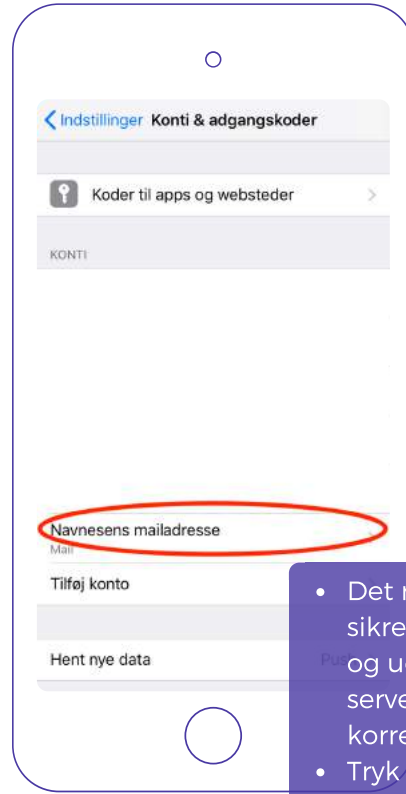 Indstillinger Konti & adgangskoder
Koder til apps og websteder
KONTI
Navnesens mailadresse
Mail
Tilføj konto
Hent nye data Push
• Det
sikre
og
serve
korre
• Tryk